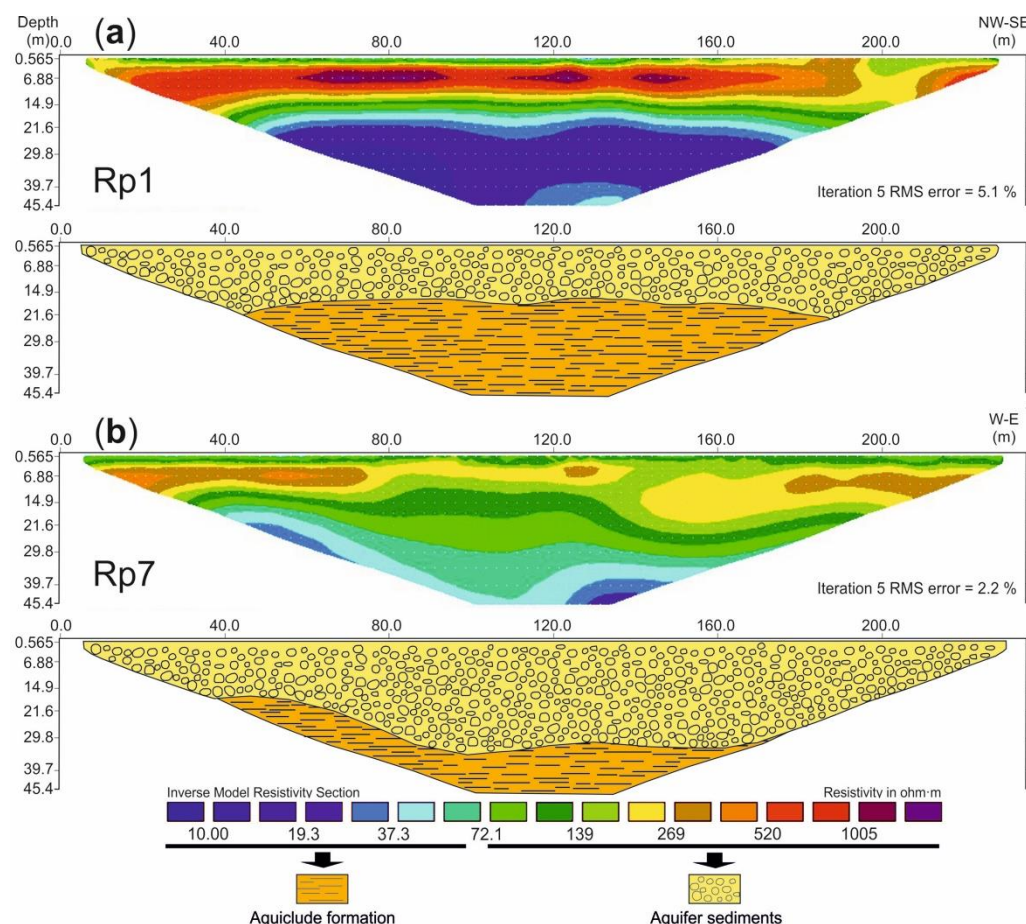 Depth
(m)
(a)
NW-SE
(m)
0.0 40.0 80.0 120.0 160.0 200.0
0.565
6.88
14.9
21.6
29.8
39.7
45.4
Rp1
Iteration 5 RMS error = 5.1 %
0.0 40.0 80.0 120.0 160.0 200.0
0.565
6.88
14.9
21.6
29.8
39.7
45.4
(b)
W-E
(m)
0.0 40.0 80.0 120.0 160.0 200.0
0.565
6.88
14.9
21.6
29.8
39.7
45.4
Rp7
Iteration 5 RMS error = 2.2 %
0.0 40.0 80.0 120.0 160.0 200.0
0.565
6.88
14.9
21.6
29.8
39.7
45.4
Inverse Model Resistivity Section Resistivity in ohm·m
10.00 19.3 37.3 72.1 139 269 520 1005
Aquiclude formation Aquifer sediments